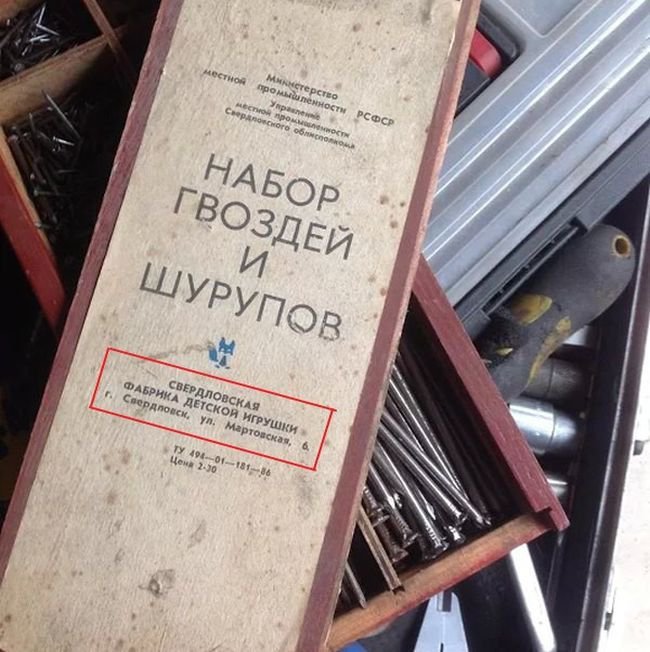 Министерство
местной промышленности РСФСР
Управление
местной промышленности
Свердловского облисполкома
НАБОР
ГВОЗДЕЙ
И
ШУРУПОВ
СВЕРДЛОВСКАЯ
ФАБРИКА ДЕТСКОЙ ИГРУШКИ
г. Свердловск, ул. Мартовская, 6
ТУ 494—01—181—86
Цена 2-30